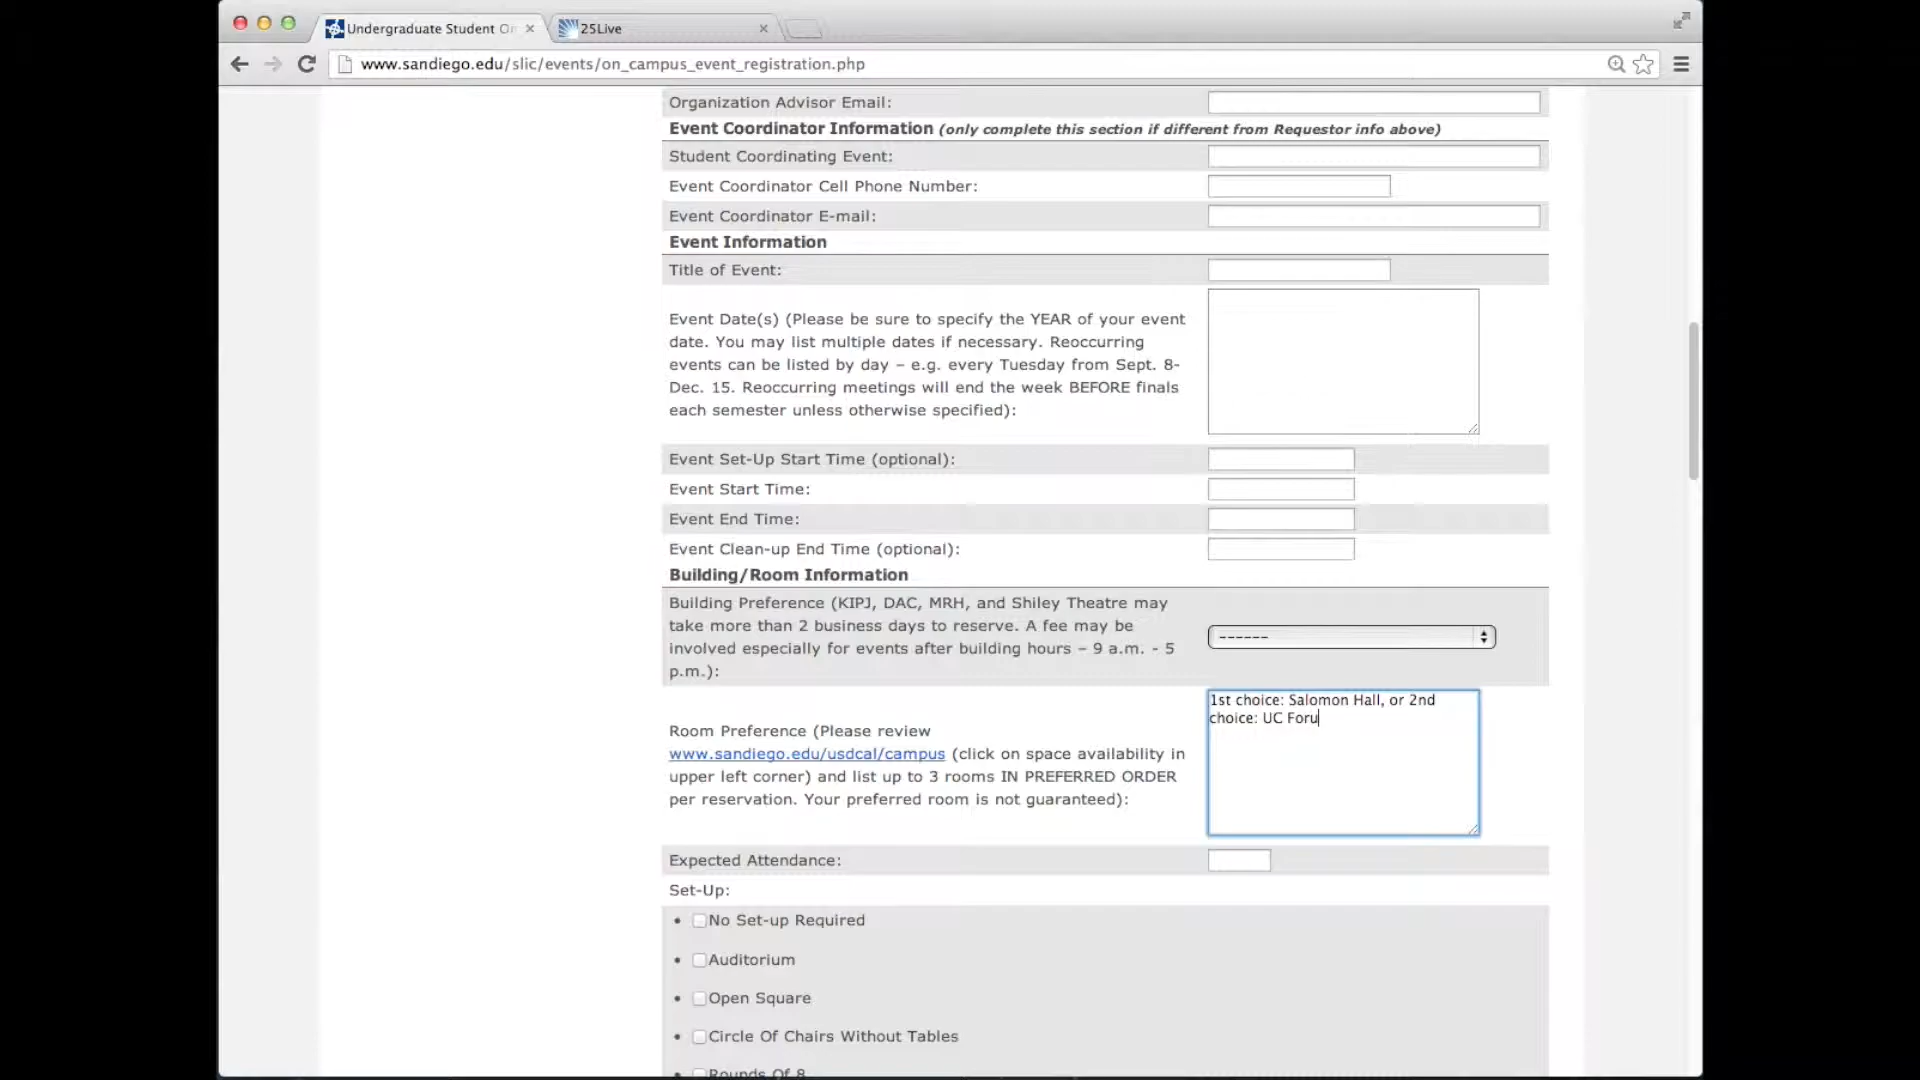 Undergraduate Student On
25Live
www.sandiego.edu/slic/events/on_campus_event_registration.php
Organization Advisor Email:
Event Coordinator Information (only complete this section if different from Requestor info above)
Student Coordinating Event:
Event Coordinator Cell Phone Number:
Event Coordinator E-mail:
Event Information
Title of Event:
Event Date(s) (Please be sure to specify the YEAR of your event
date. You may list multiple dates if necessary. Reoccurring
events can be listed by day – e.g. every Tuesday from Sept. 8-
Dec. 15. Reoccurring meetings will end the week BEFORE finals
each semester unless otherwise specified):
Event Set-Up Start Time (optional):
Event Start Time:
Event End Time:
Event Clean-up End Time (optional):
Building/Room Information
Building Preference (KIPJ, DAC, MRH, and Shiley Theatre may
take more than 2 business days to reserve. A fee may be
involved especially for events after building hours – 9 a.m. - 5
p.m.):
------
Room Preference (Please review
www.sandiego.edu/usdcal/campus (click on space availability in
upper left corner) and list up to 3 rooms IN PREFERRED ORDER
per reservation. Your preferred room is not guaranteed):
1st choice: Salomon Hall, or 2nd
choice: UC Foru
Expected Attendance:
Set-Up:
No Set-up Required
Auditorium
Open Square
Circle Of Chairs Without Tables
Rounds Of 8